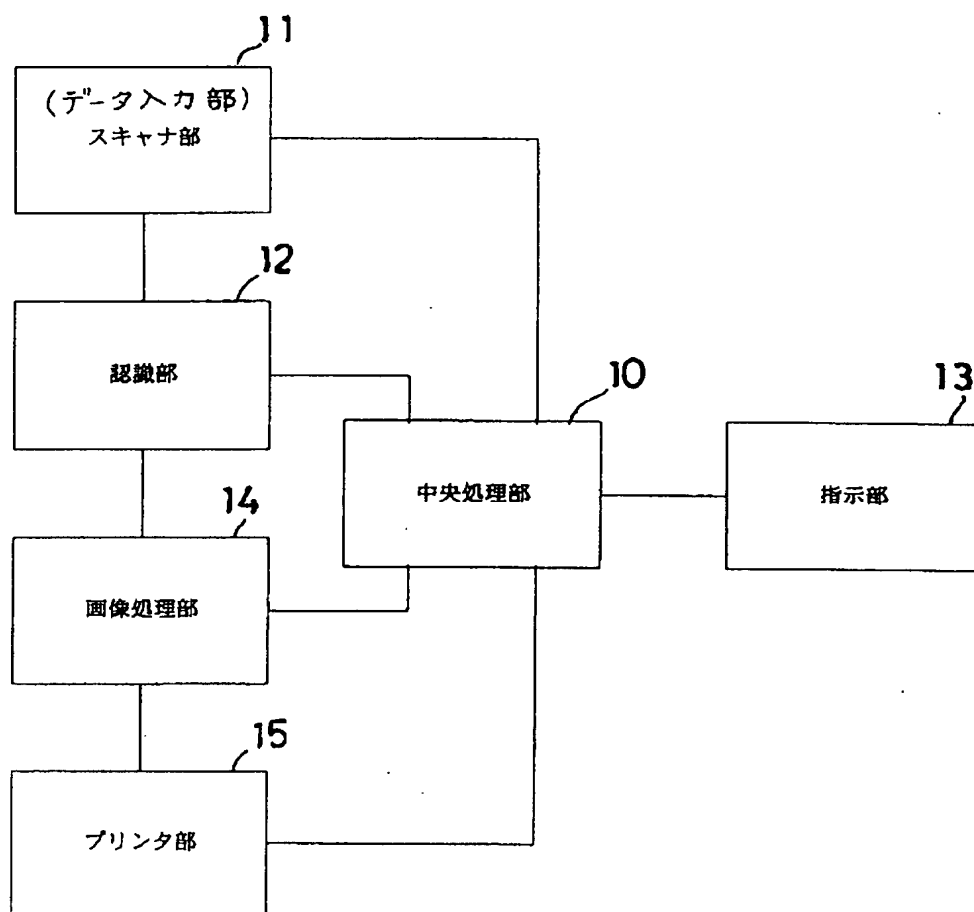 11
(データ入力部)
スキャナ部
12
認識部
10
中央処理部
13
指示部
14
画像処理部
15
プリンタ部